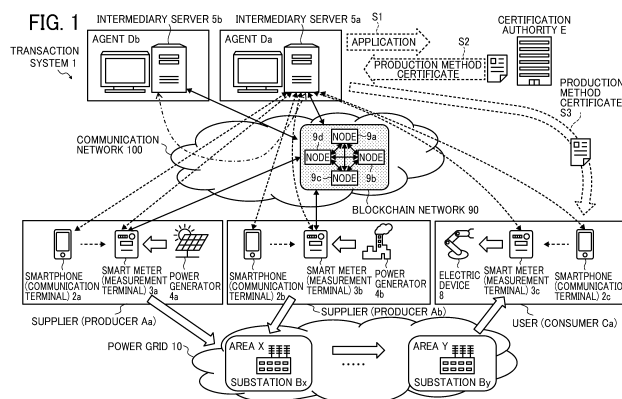 FIG. 1
INTERMEDIARY SERVER 5b
INTERMEDIARY SERVER 5a
S1
CERTIFICATION
AUTHORITY E
AGENT Db
AGENT Da
APPLICATION
S2
TRANSACTION
SYSTEM 1
PRODUCTION METHOD
CERTIFICATE
PRODUCTION
METHOD
CERTIFICATE
S3
COMMUNICATION
NETWORK 100
9d
NODE
9a
NODE
NODE
9c
NODE
9b
BLOCKCHAIN NETWORK 90
SMARTPHONE
(COMMUNICATION
TERMINAL) 2a
SMART METER
(MEASUREMENT
TERMINAL) 3a
POWER
GENERATOR
4a
SMARTPHONE
(COMMUNICATION
TERMINAL) 2b
SMART METER
(MEASUREMENT
TERMINAL) 3b
POWER
GENERATOR
4b
ELECTRIC
DEVICE
8
SMART METER
(MEASUREMENT
TERMINAL) 3c
SMARTPHONE
(COMMUNICATION
TERMINAL) 2c
SUPPLIER (PRODUCER Aa)
SUPPLIER (PRODUCER Ab)
USER (CONSUMER Ca)
POWER GRID 10
AREA X
SUBSTATION Bx
.....
AREA Y
SUBSTATION By